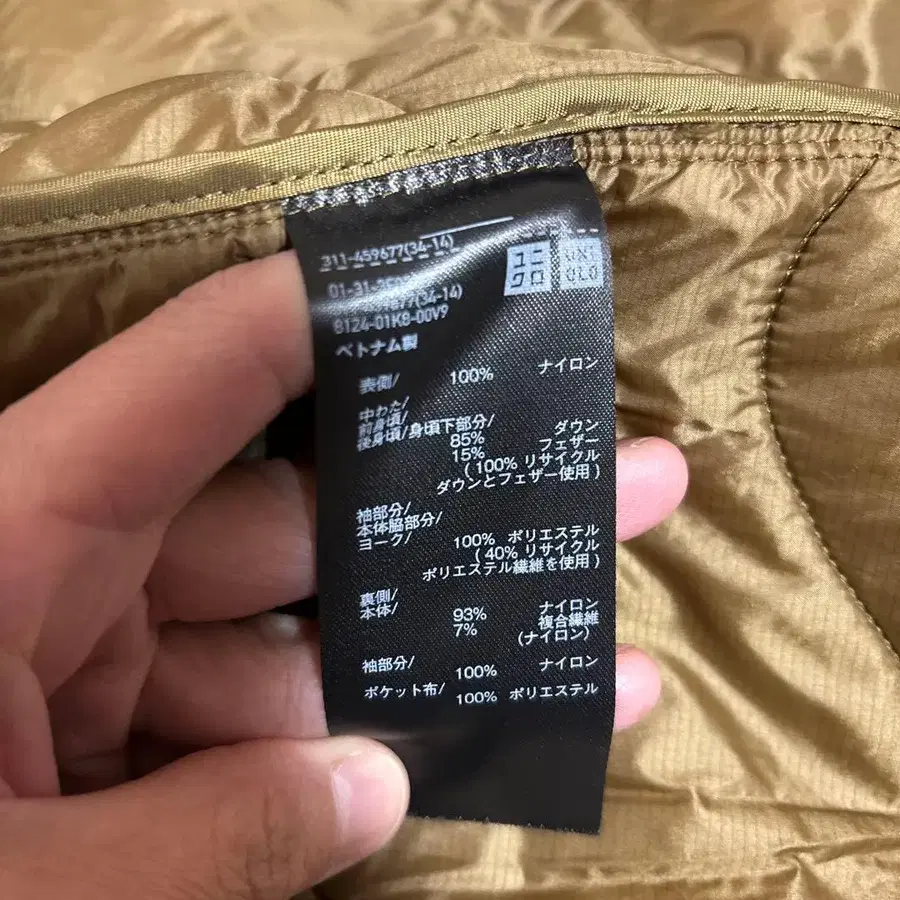 311-459677(34-14)
ユニ
クロ
UNI
QLO
(34-14)
8124-01K8-00V9
ベトナム製
表側/ 100% ナイロン
中わた/
前身頃/
後身頃/身頃下部分/
85% ダウン
15% フェザー
( 100% リサイクル
ダウンとフェザー使用 )
袖部分/
本体脇部分/
ヨーク/ 100% ポリエステル
( 40% リサイクル
ポリエステル繊維を使用 )
裏側/
本体/ 93% ナイロン
7% 複合繊維
(ナイロン)
袖部分/ 100% ナイロン
ポケット布/ 100% ポリエステル